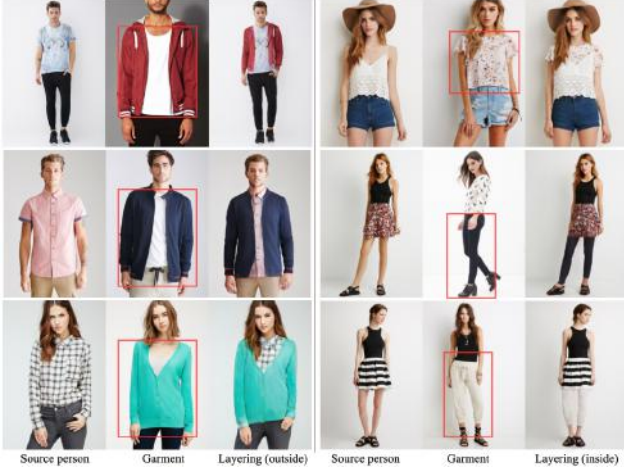 Source person
Garment
Layering (outside)
Source person
Garment
Layering (inside)